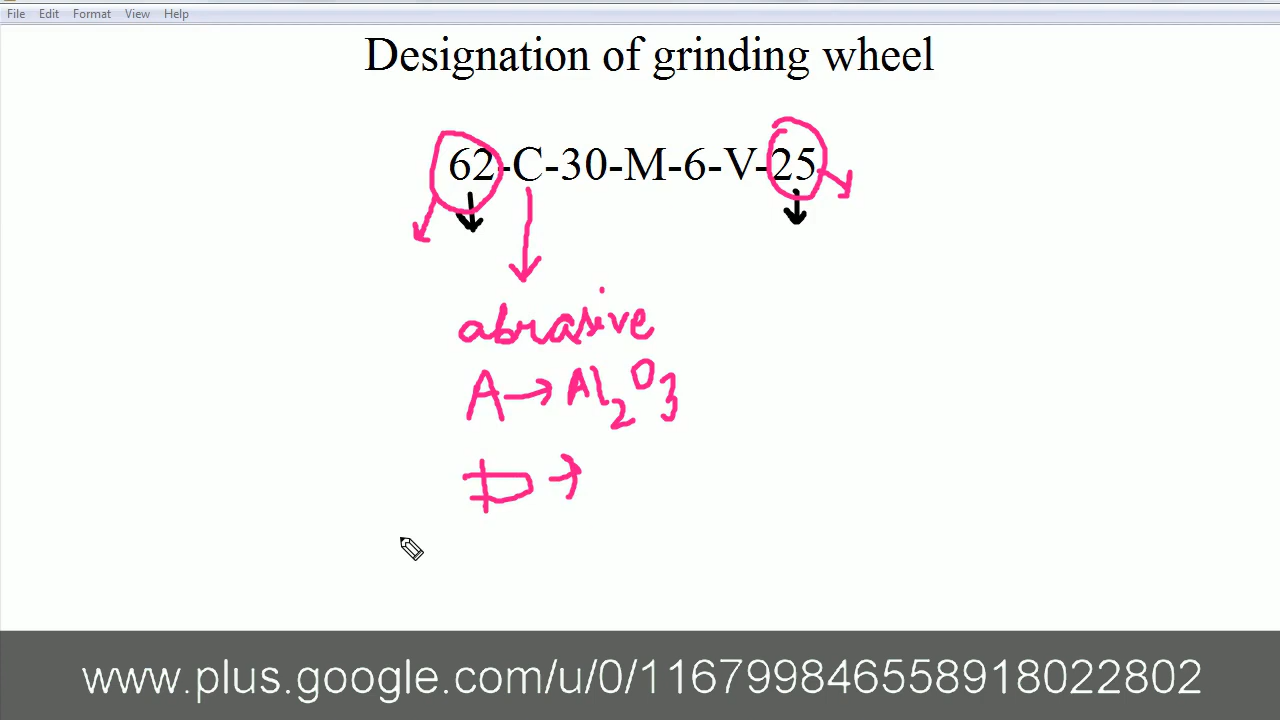 File Edit Format View Help
Designation of grinding wheel
62-C-30-M-6-V-25
abrasive
A → Al₂O₃
D →
www.plus.google.com/u/0/116799846558918022802